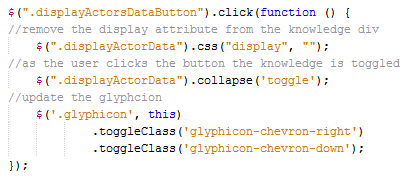 $(".displayActorsDataButton").click(function () {
//remove the display attribute from the knowledge div
$(".displayActorData").css("display", "");
//as the user clicks the button the knowledge is toggled
$(".displayActorData").collapse('toggle');
//update the glyphcion
$('.glyphicon', this)
.toggleClass('glyphicon-chevron-right')
.toggleClass('glyphicon-chevron-down');
});